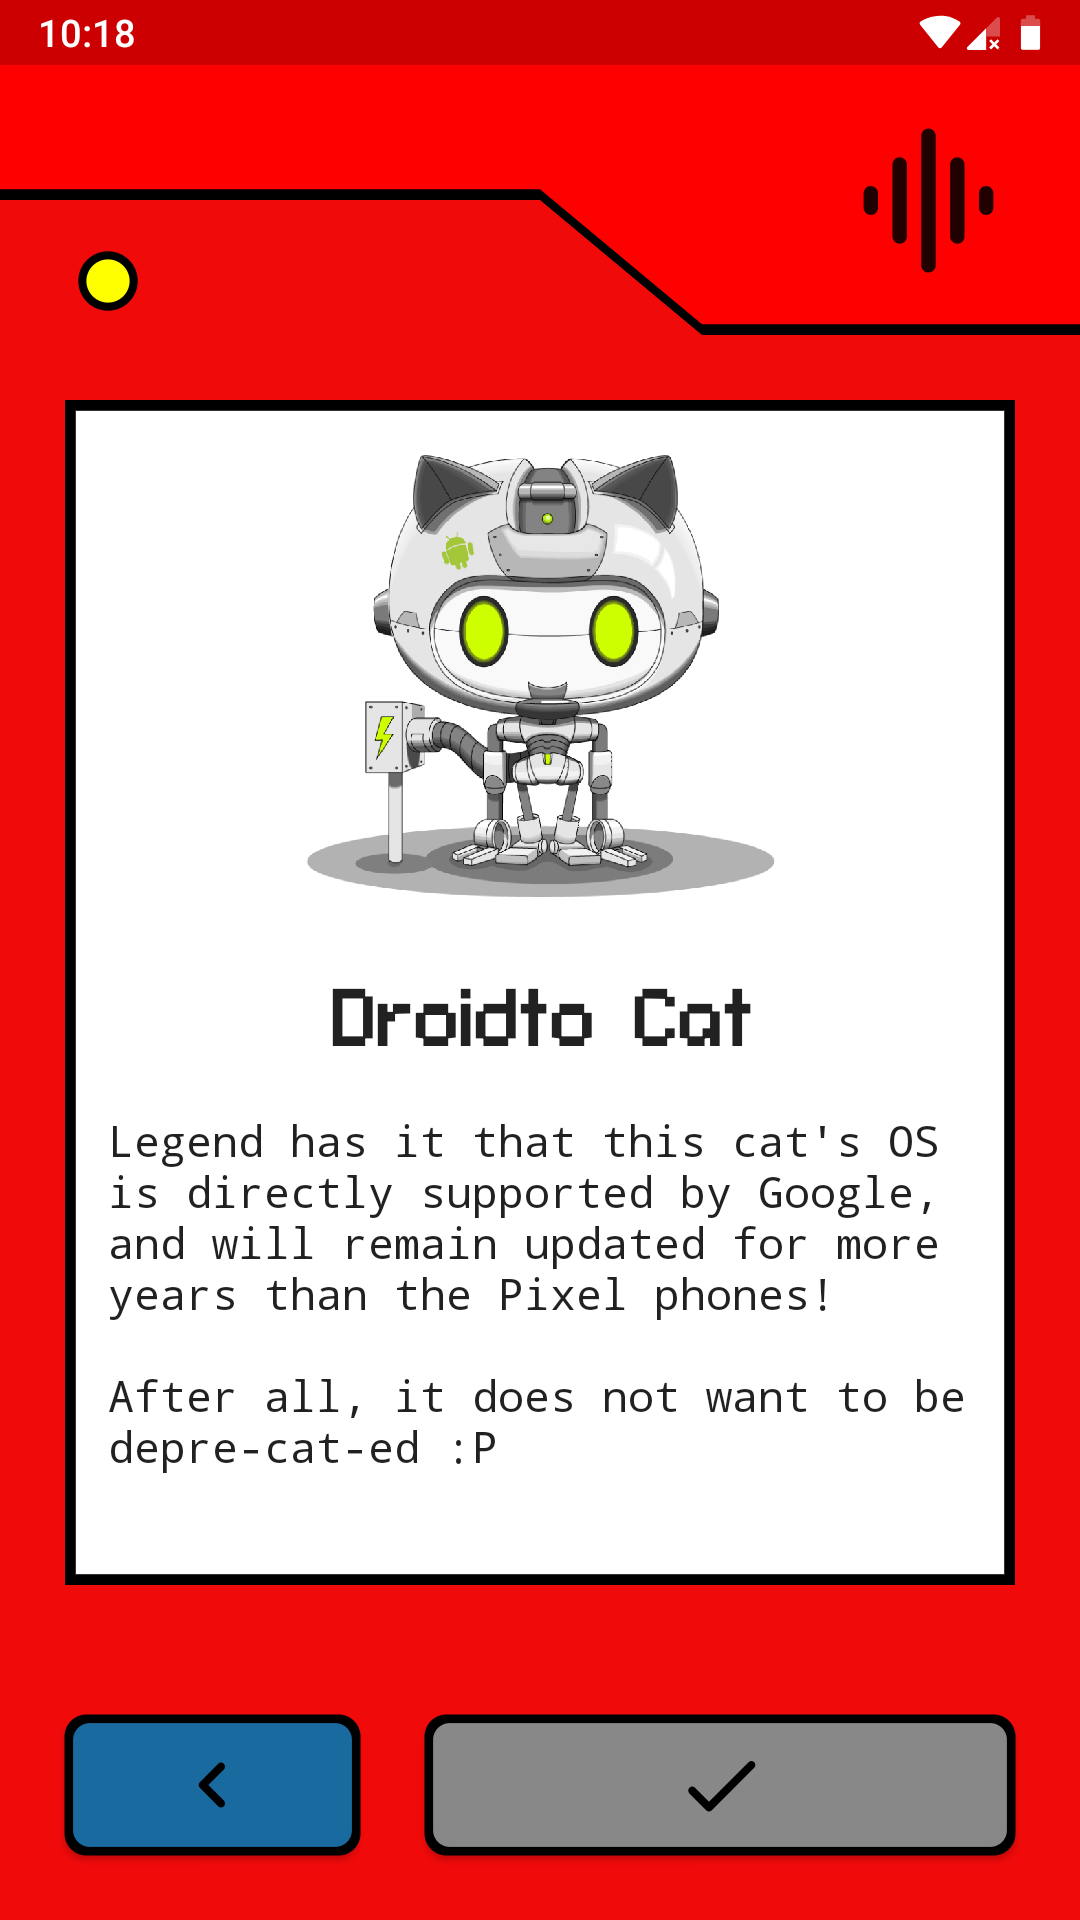 10:18
Droidto Cat
Legend has it that this cat's OS
is directly supported by Google,
and will remain updated for more
years than the Pixel phones!
After all, it does not want to be
depre-cat-ed :P